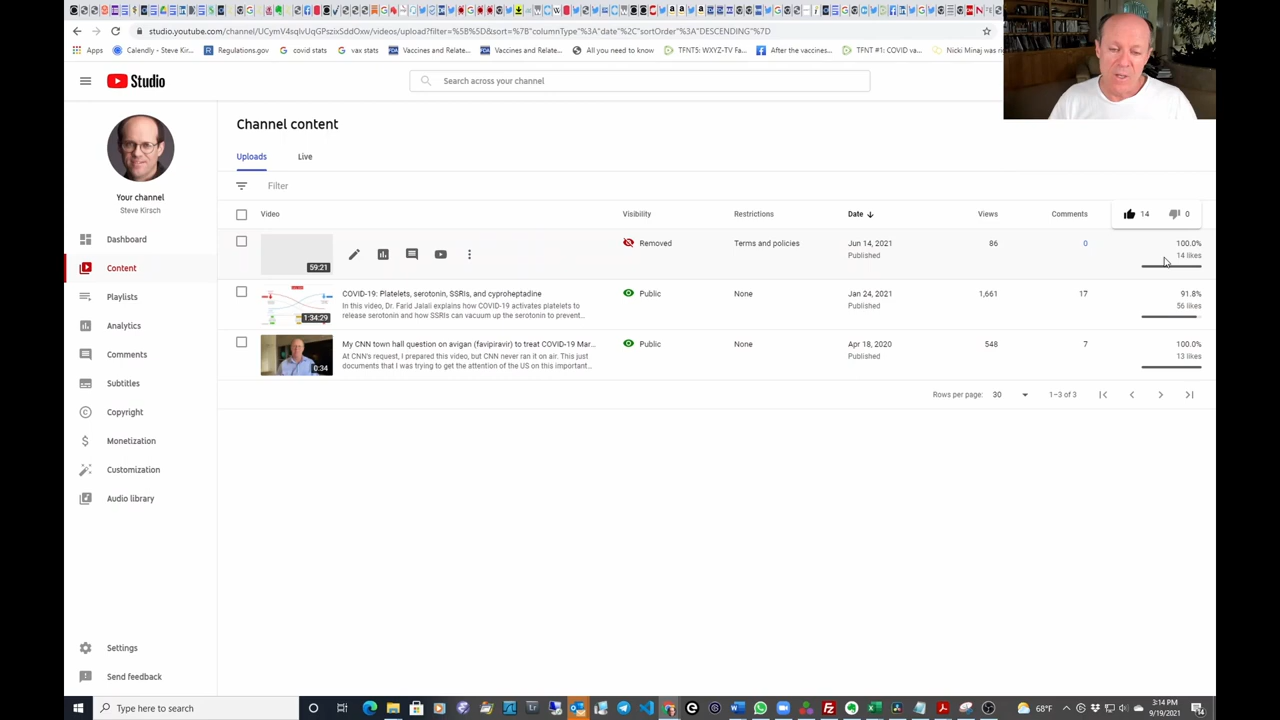 studio.youtube.com/channel/UCymV4sqlvUqGPszixSddOxw/videos/upload?filter=%5B%5D&sort=%7B"columnType"%3A"date"%2C"sortOrder"%3A"DESCENDING"%7D
Apps Calendly - Steve Kir... Regulations.gov covid stats vax stats Vaccines and Relate... Vaccines and Relate... All you need to know TFNT5: WXYZ-TV Fa... After the vaccines... TFNT #1: COVID va... Nicki Minaj was
Studio
Search across your channel
Channel content
Uploads Live
Your channel
Steve Kirsch
Filter
Video Visibility Restrictions Date Views Comments 14 0
Dashboard
Content
Playlists
Analytics
Comments
Subtitles
Copyright
Monetization
Customization
Audio library
59:21
Removed Terms and policies Jun 14, 2021 86 0 100.0%
Published 14 likes
COVID-19: Platelets, serotonin, SSRIs, and cyproheptadine Public None Jan 24, 2021 1,661 17 91.8%
In this video, Dr. Farid Jalali explains how COVID-19 activates platelets to Published 56 likes
release serotonin and how SSRIs can vacuum up the serotonin to prevent...
1:34:29
My CNN town hall question on avigan (favipiravir) to treat COVID-19 Mar... Public None Apr 18, 2020 548 7 100.0%
At CNN's request, I prepared this video, but CNN never ran it on air. This just Published 13 likes
documents that I was trying to get the attention of the US on this important...
0:34
Rows per page: 30 1–3 of 3
Settings
Send feedback
Type here to search
68°F
3:14 PM
9/19/2021